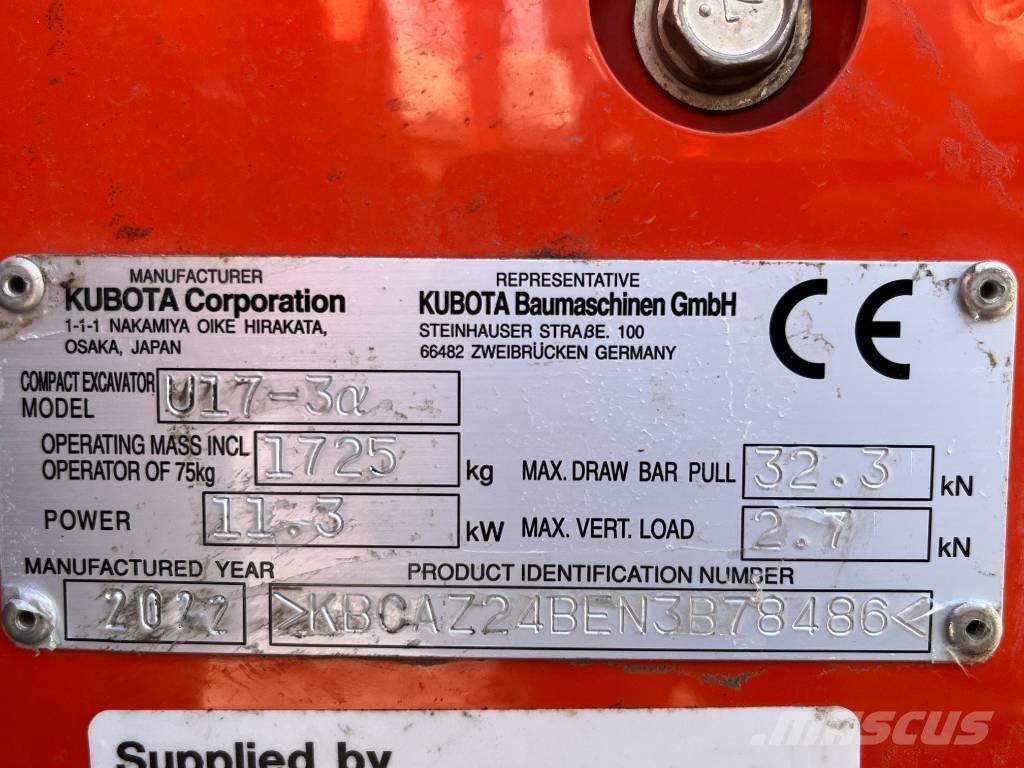 MANUFACTURER
KUBOTA Corporation
1-1-1 NAKAMIYA OIKE HIRAKATA,
OSAKA, JAPAN
REPRESENTATIVE
KUBOTA Baumaschinen GmbH
STEINHAUSER STRAßE. 100
66482 ZWEIBRÜCKEN GERMANY
CE
COMPACT EXCAVATOR
MODEL U17-3α
OPERATING MASS INCL
OPERATOR OF 75kg 1725 kg
MAX. DRAW BAR PULL 32.3 kN
POWER 11.3 kW
MAX. VERT. LOAD 2.7 kN
MANUFACTURED YEAR
2022
PRODUCT IDENTIFICATION NUMBER
>KBCAZ24BEN3B78486<
Supplied by
mascus